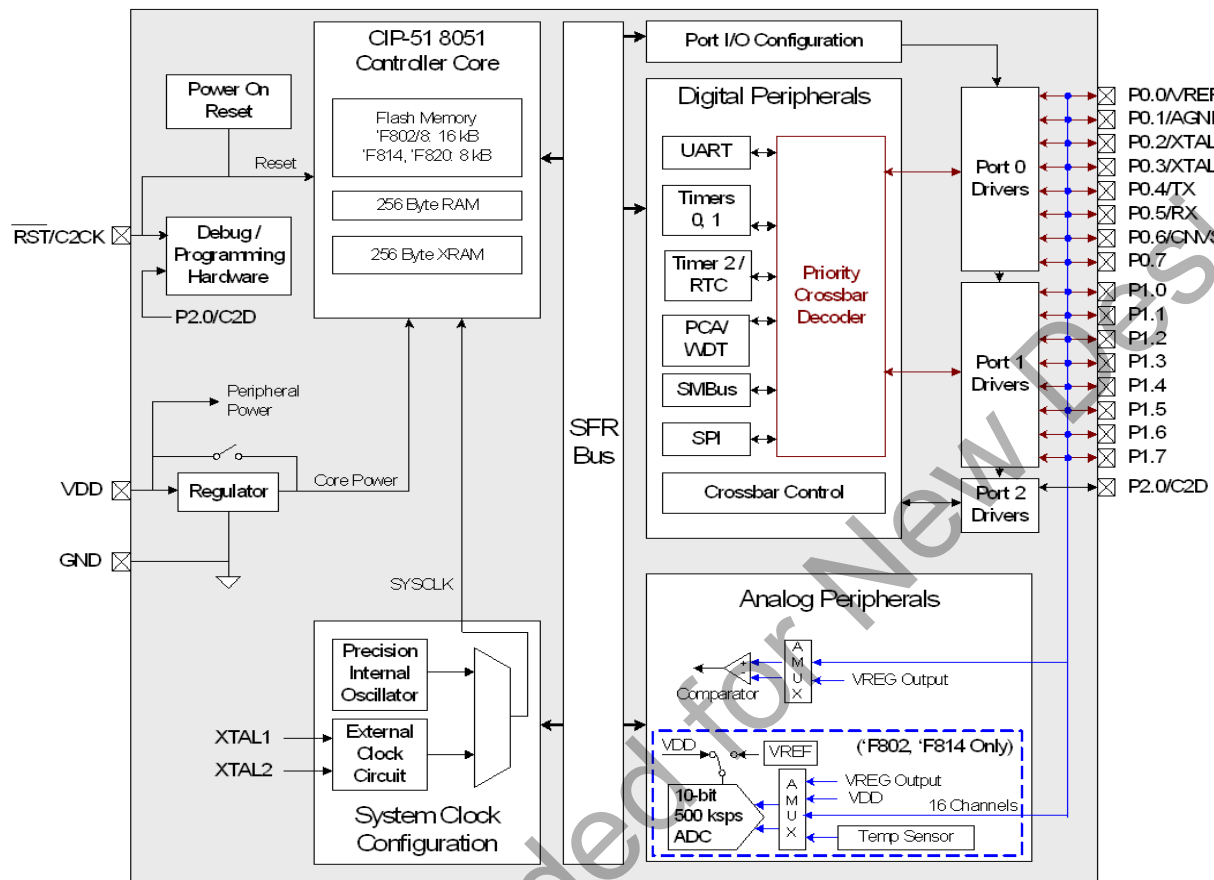 CIP-51 8051
Controller Core
Flash Memory
'F802/8: 16 kB
'F814, 'F820: 8 kB
256 Byte RAM
256 Byte XRAM
Power On
Reset
Reset
RST/C2CK
Debug /
Programming
Hardware
P2.0/C2D
Peripheral
Power
VDD
Regulator
Core Power
GND
SYSCLK
Precision
Internal
Oscillator
XTAL1
XTAL2
External
Clock
Circuit
System Clock
Configuration
SFR
Bus
Port I/O Configuration
Digital Peripherals
UART
Timers
0, 1
Timer 2 /
RTC
PCA/
WDT
SMBus
SPI
Priority
Crossbar
Decoder
Crossbar Control
Port 0
Drivers
Port 1
Drivers
Port 2
Drivers
P0.0/VREF
P0.1/AGN
P0.2/XTAL
P0.3/XTAL
P0.4/TX
P0.5/RX
P0.6/CNVS
P0.7
P1.0
P1.1
P1.2
P1.3
P1.4
P1.5
P1.6
P1.7
P2.0/C2D
Analog Peripherals
+
-
Comparator
A
M
U
X
VREG Output
('F802, 'F814 Only)
VDD
VREF
10-bit
500 ksps
ADC
A
M
U
X
VREG Output
VDD
16 Channels
Temp Sensor
ded for New Desi